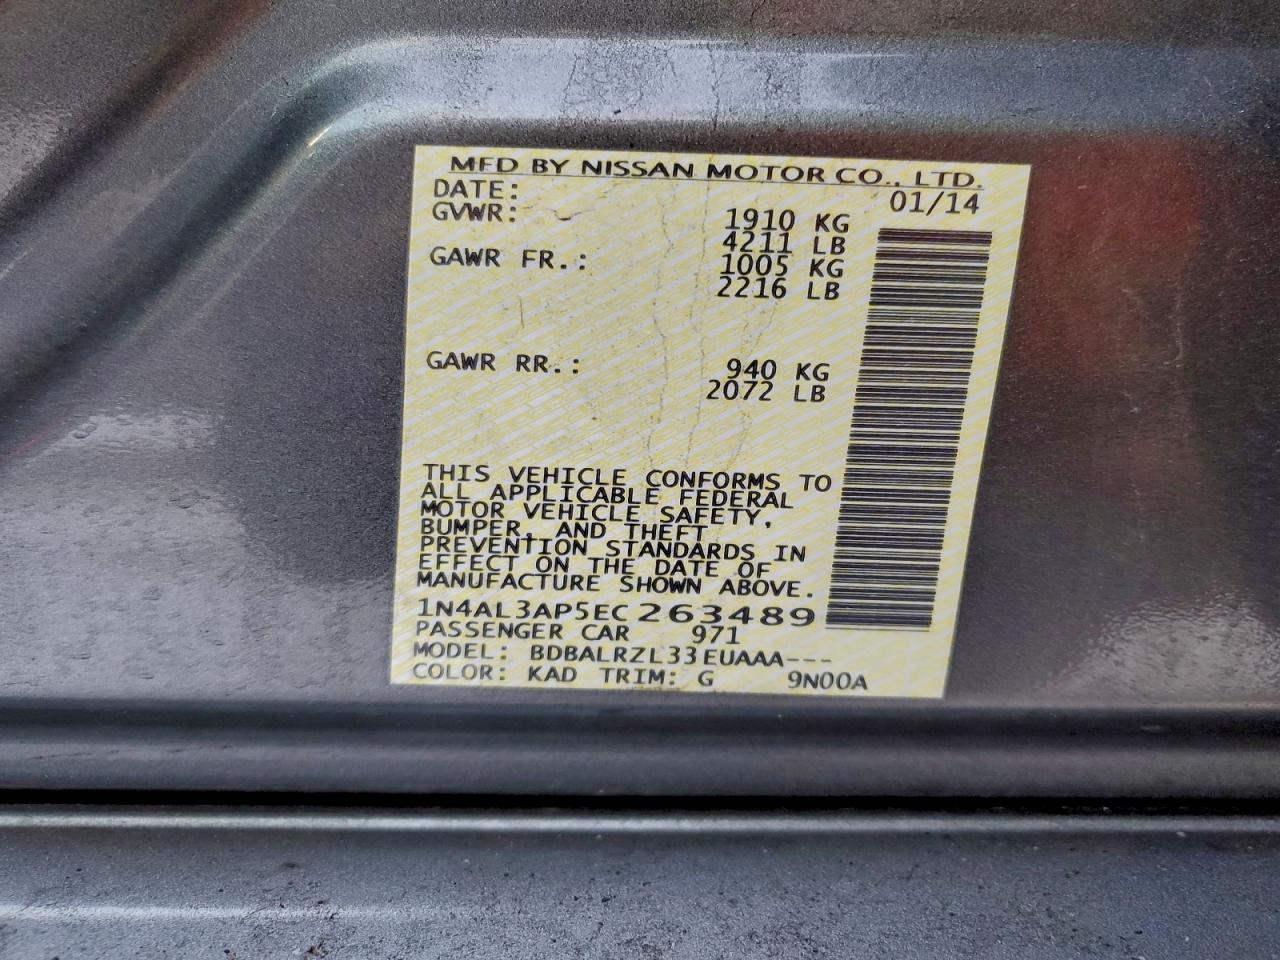 MFD BY NISSAN MOTOR CO., LTD.
DATE: 01/14
GVWR: 1910 KG
4211 LB
GAWR FR.: 1005 KG
2216 LB
GAWR RR.: 940 KG
2072 LB
THIS VEHICLE CONFORMS TO
ALL APPLICABLE FEDERAL
MOTOR VEHICLE SAFETY,
BUMPER, AND THEFT
PREVENTION STANDARDS IN
EFFECT ON THE DATE OF
MANUFACTURE SHOWN ABOVE.
1N4AL3AP5EC263489
PASSENGER CAR 971
MODEL: BDBALRZL33EUAAA---
COLOR: KAD TRIM: G 9N00A